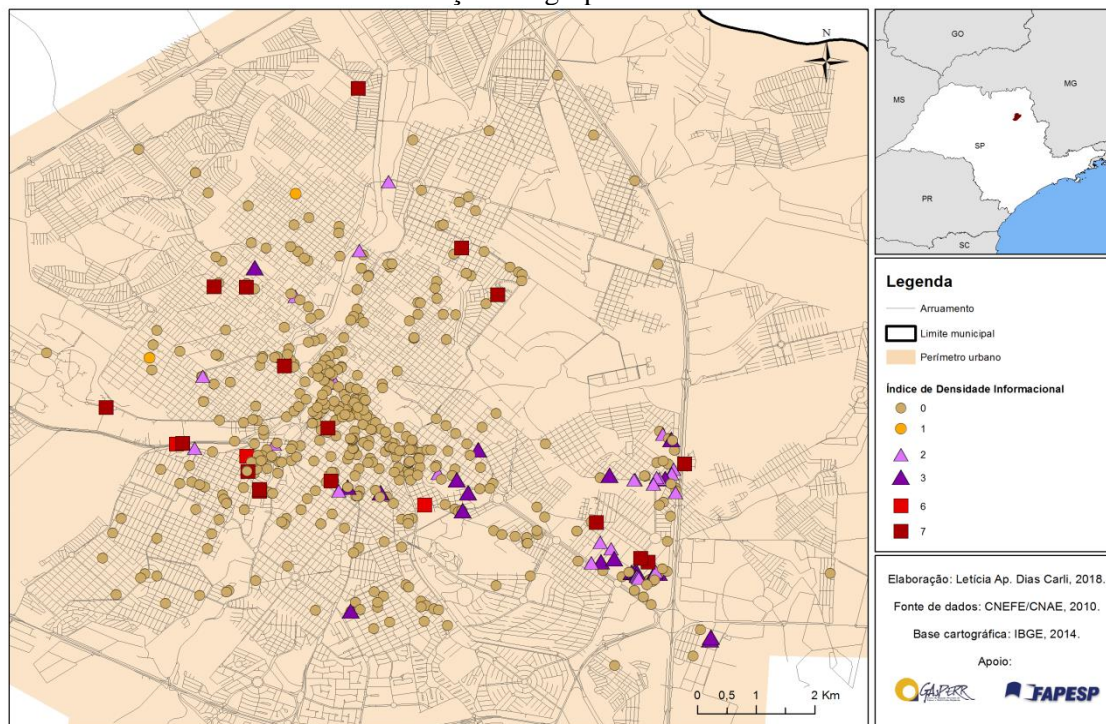 N
0 0,5 1 2 Km
GO
MG
MS
SP
PR
SC
Legenda
Arruamento
Limite municipal
Perímetro urbano
Índice de Densidade Informacional
0
1
2
3
6
7
Elaboração: Letícia Ap. Dias Carli, 2018.
Fonte de dados: CNEFE/CNAE, 2010.
Base cartográfica: IBGE, 2014.
Apoio:
GAsPERR
FAPESP